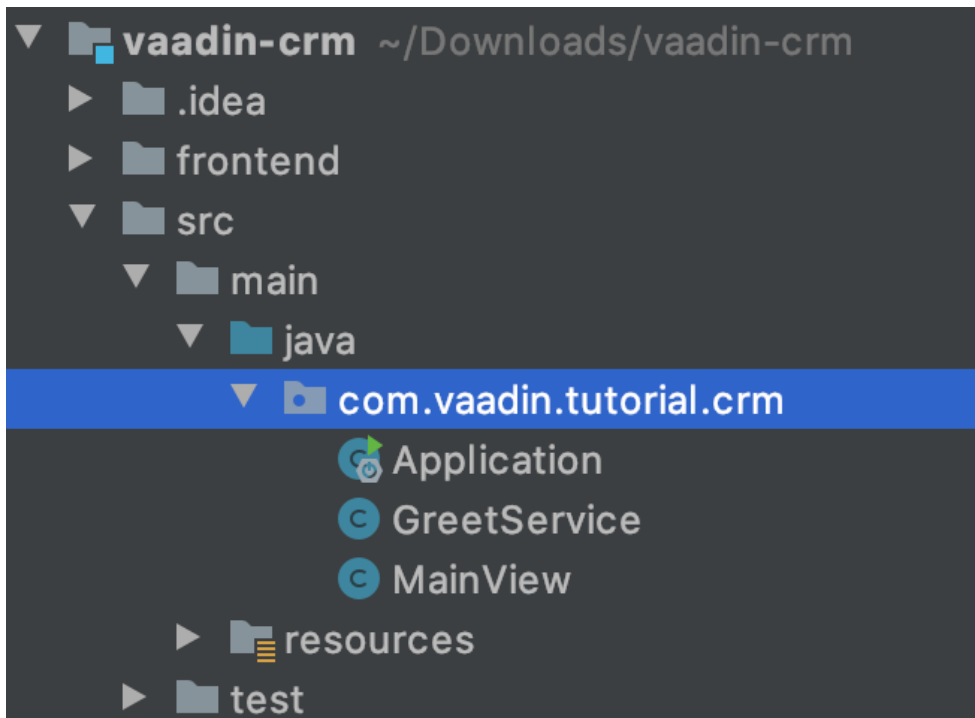 vaadin-crm ~/Downloads/vaadin-crm
.idea
frontend
src
main
java
com.vaadin.tutorial.crm
Application
GreetService
MainView
resources
test